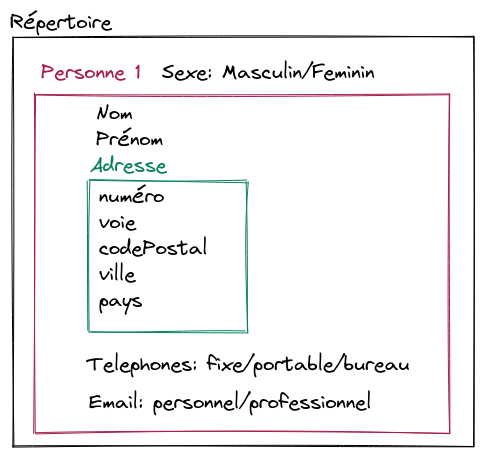 Répertoire
Personne 1 Sexe: Masculin/Feminin
Nom
Prénom
Adresse
numéro
voie
codePostal
ville
pays
Telephones: fixe/portable/bureau
Email: personnel/professionnel